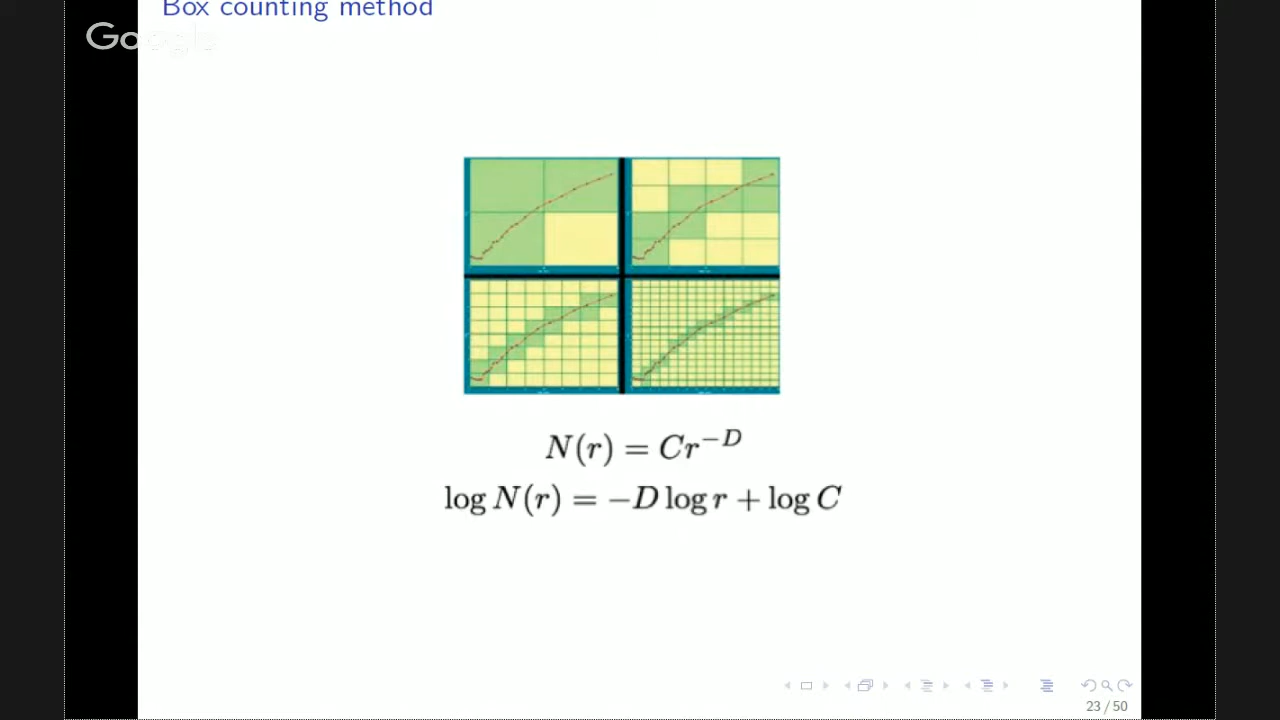 Box counting method
Google
N(r) = Cr^{-D}
log N(r) = −D log r + log C
23 / 50